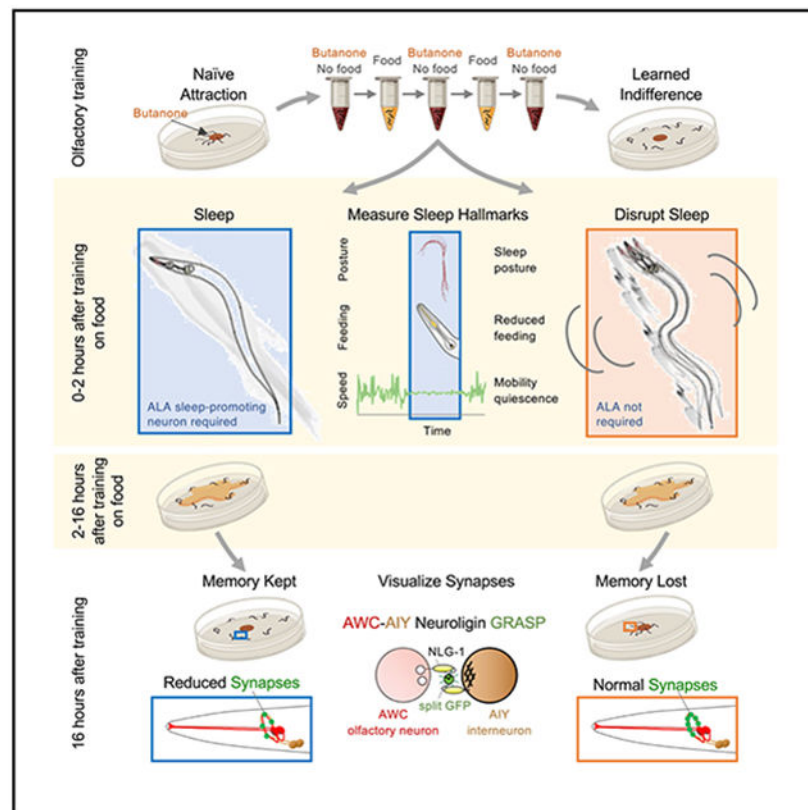 Olfactory training
Naïve
Attraction
Butanone
Butanone
No food
Food
Butanone
No food
Food
Butanone
No food
Learned
Indifference
0-2 hours after training
on food
Sleep
ALA sleep-promoting
neuron required
Measure Sleep Hallmarks
Posture
Sleep
posture
Feeding
Reduced
feeding
Speed
Mobility
quiescence
Time
Disrupt Sleep
ALA not
required
2-16 hours
after training
on food
16 hours after training
Memory Kept
Reduced Synapses
Visualize Synapses
AWC-AIY Neuroligin GRASP
NLG-1
split GFP
AWC
olfactory neuron
AIY
interneuron
Memory Lost
Normal Synapses